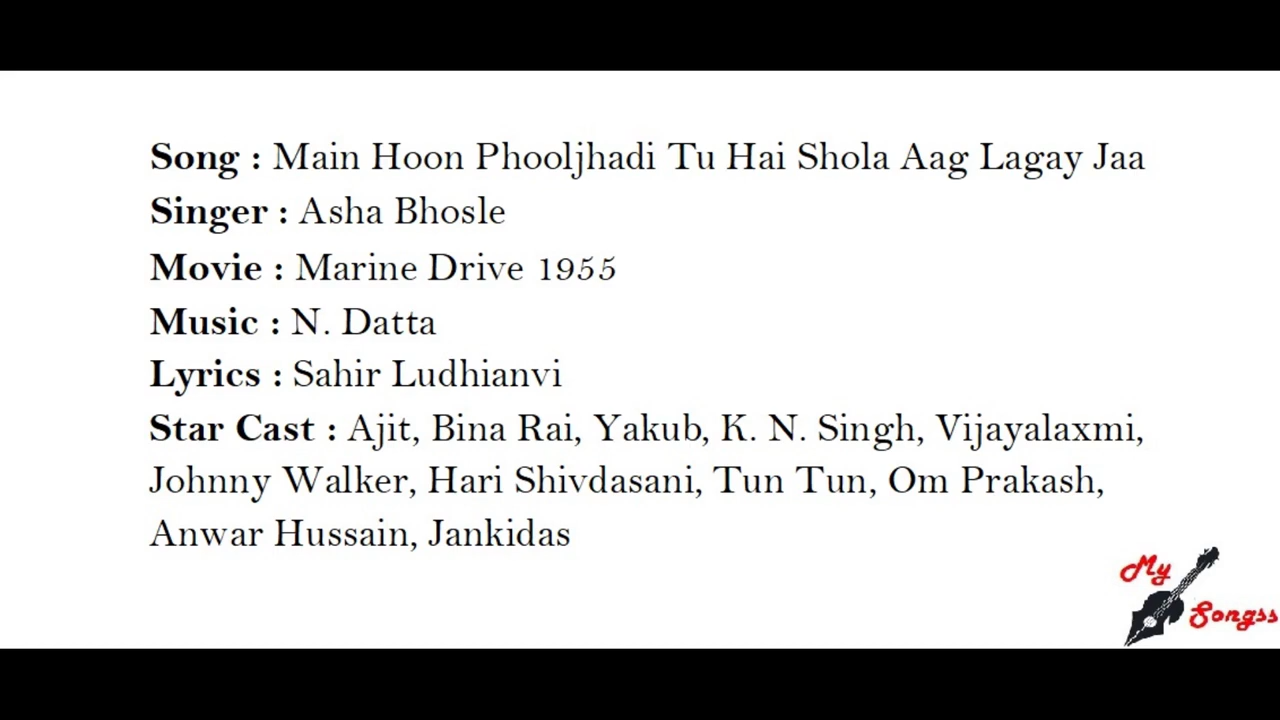 Song : Main Hoon Phooljhadi Tu Hai Shola Aag Lagay Jaa
Singer : Asha Bhosle
Movie : Marine Drive 1955
Music : N. Datta
Lyrics : Sahir Ludhianvi
Star Cast : Ajit, Bina Rai, Yakub, K. N. Singh, Vijayalaxmi,
Johnny Walker, Hari Shivdasani, Tun Tun, Om Prakash,
Anwar Hussain, Jankidas
My
Songss